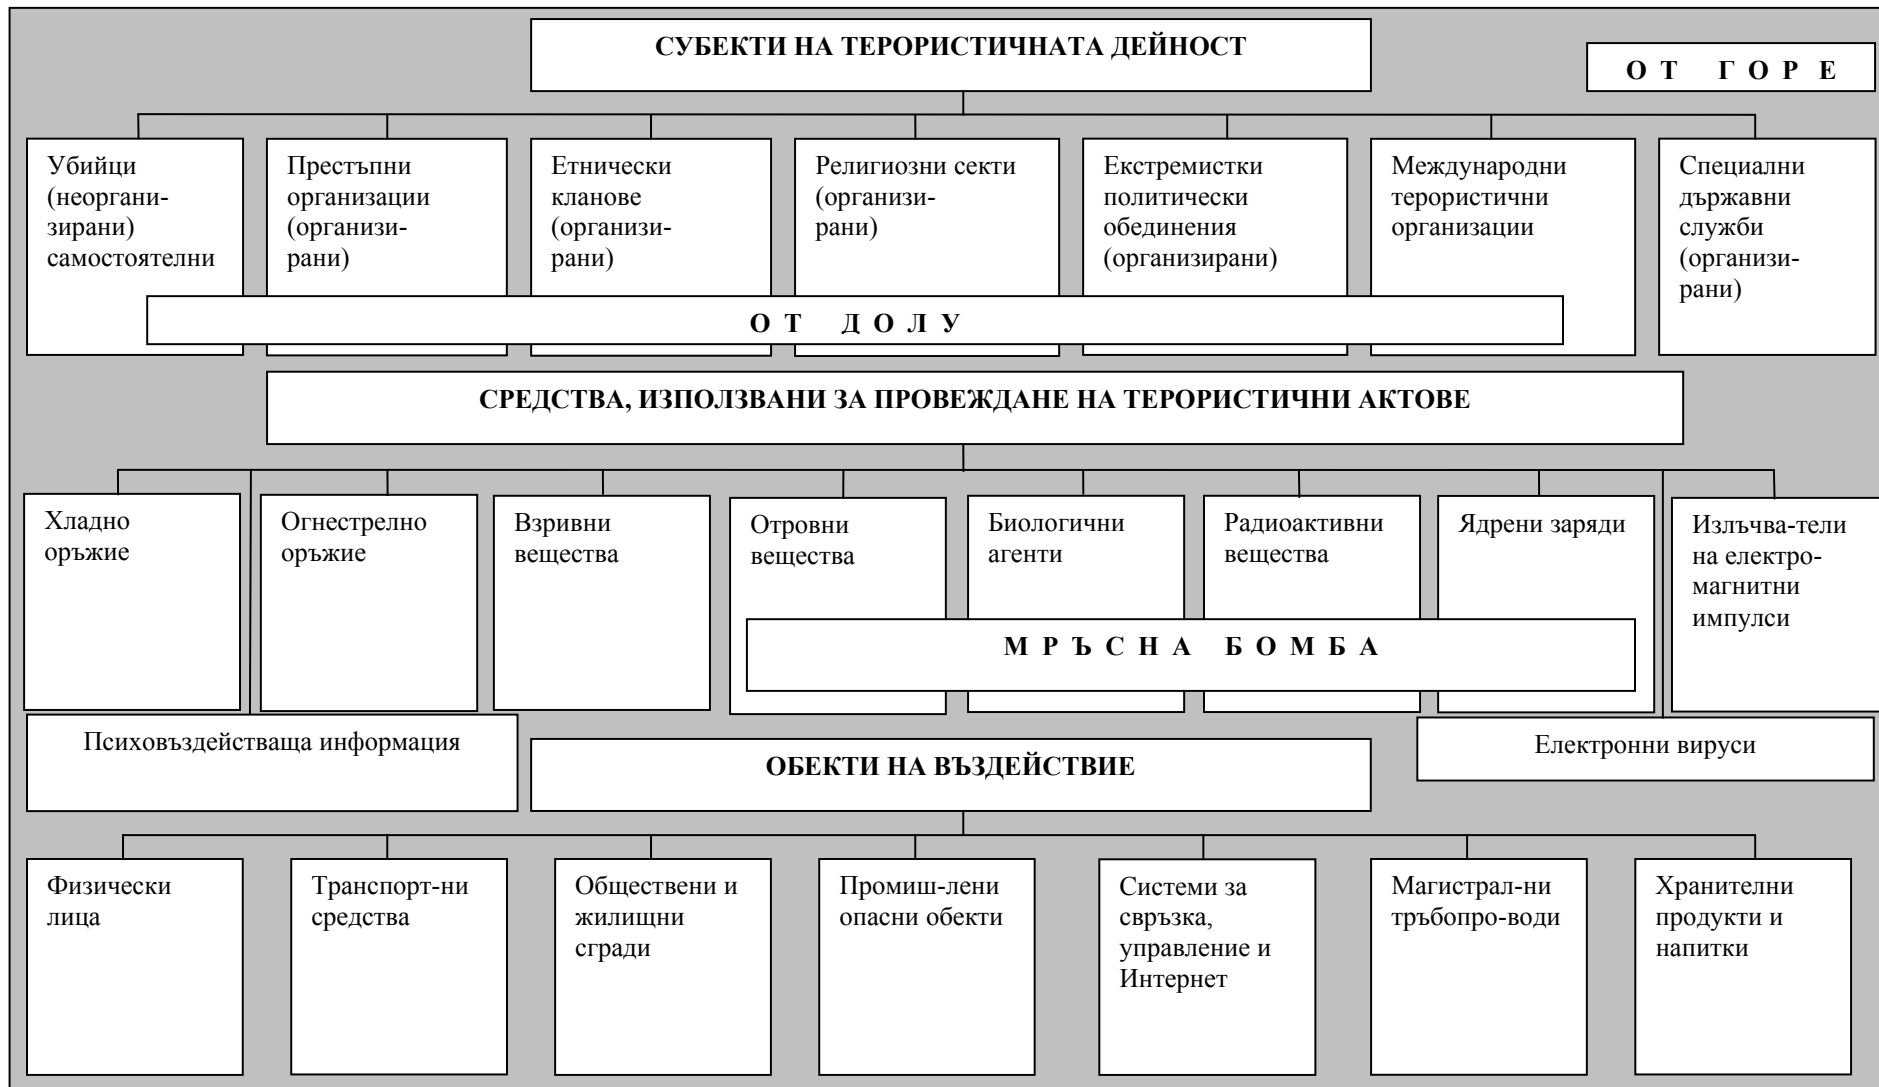 СУБЕКТИ НА ТЕРОРИСТИЧНАТА ДЕЙНОСТ
О Т Г О Р Е
Убийци
(неоргани-
зирани)
самостоятелни
Престъпни
организации
(организи-
рани)
Етнически
кланове
(организи-
рани)
Религиозни секти
(организи-
рани)
Екстремистки
политически
обединения
(организирани)
Международни
терористични
организации
Специални
държавни
служби
(организи-
рани)
О Т Д О Л У
СРЕДСТВА, ИЗПОЛЗВАНИ ЗА ПРОВЕЖДАНЕ НА ТЕРОРИСТИЧНИ АКТОВЕ
Хладно
оръжие
Огнестрелно
оръжие
Взривни
вещества
Отровни
вещества
Биологични
агенти
Радиоактивни
вещества
Ядрени заряди
Излъчва-тели
на електро-
магнитни
импулси
М Р Ъ С Н А Б О М Б А
Психовъздействаща информация
Електронни вируси
ОБЕКТИ НА ВЪЗДЕЙСТВИЕ
Физически
лица
Транспорт-ни
средства
Обществени и
жилищни
сгради
Промиш-лени
опасни обекти
Системи за
свръзка,
управление и
Интернет
Магистрал-ни
тръбопро-води
Хранителни
продукти и
напитки